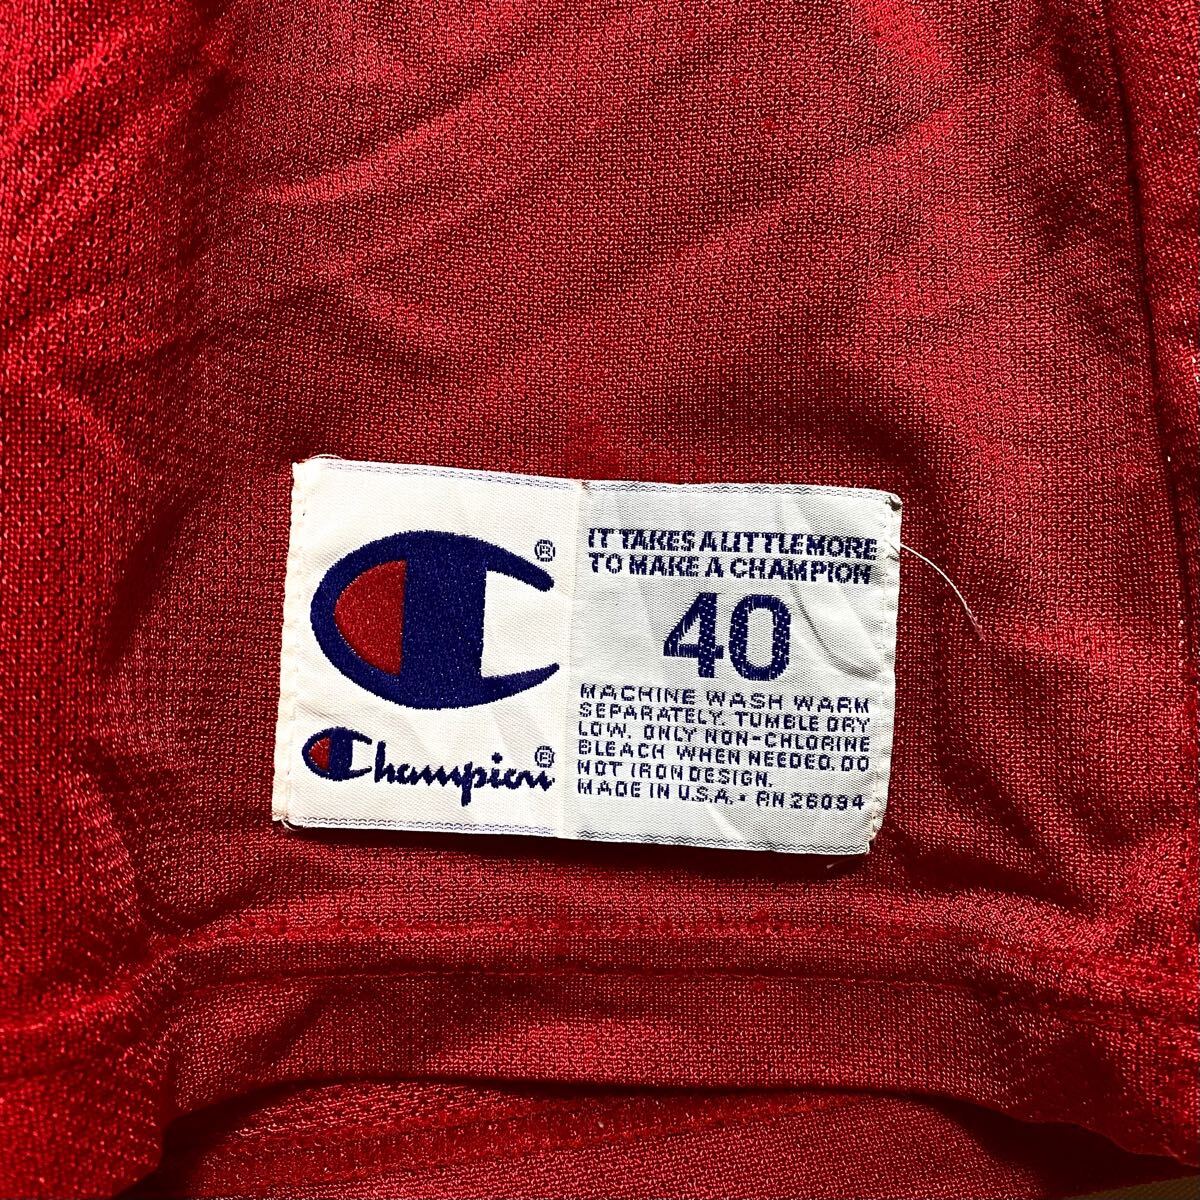 ®
Champion®
IT TAKES A LITTLE MORE
TO MAKE A CHAMPION
40
MACHINE WASH WARM
SEPARATELY. TUMBLE DRY
LOW. ONLY NON-CHLORINE
BLEACH WHEN NEEDED. DO
NOT IRON DESIGN.
MADE IN U.S.A. • RN 26094